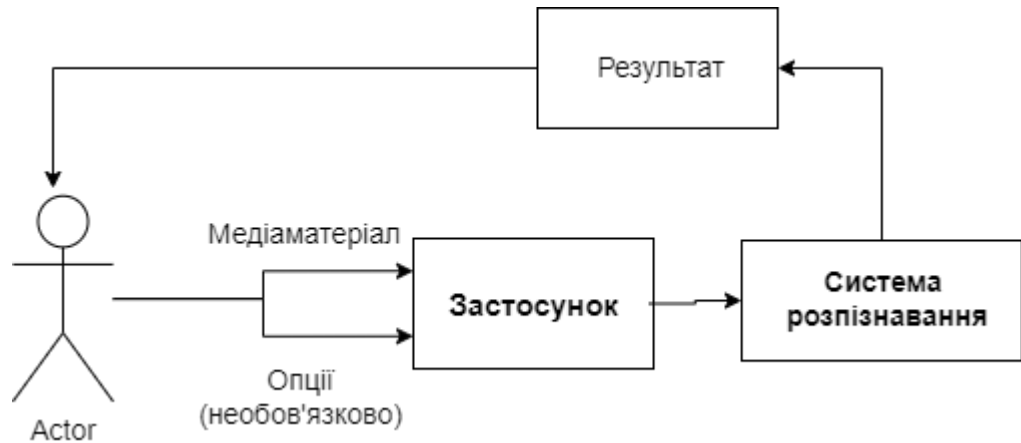 Результат
Медіаматеріал
Застосунок
Система
розпізнавання
Опції
(необов'язково)
Actor